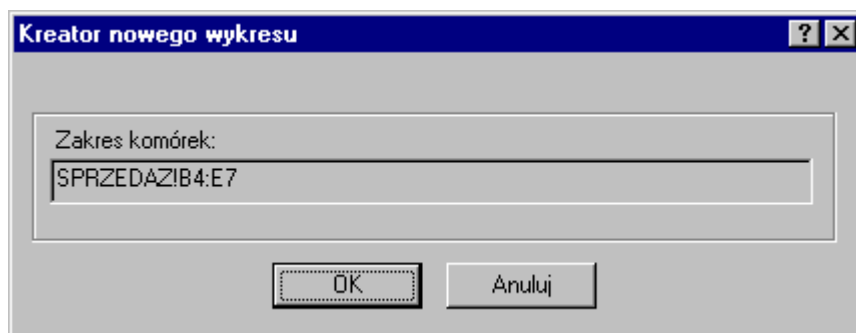 Kreator nowego wykresu
Zakres komórek:
SPRZEDAZ!B4:E7
OK Anuluj